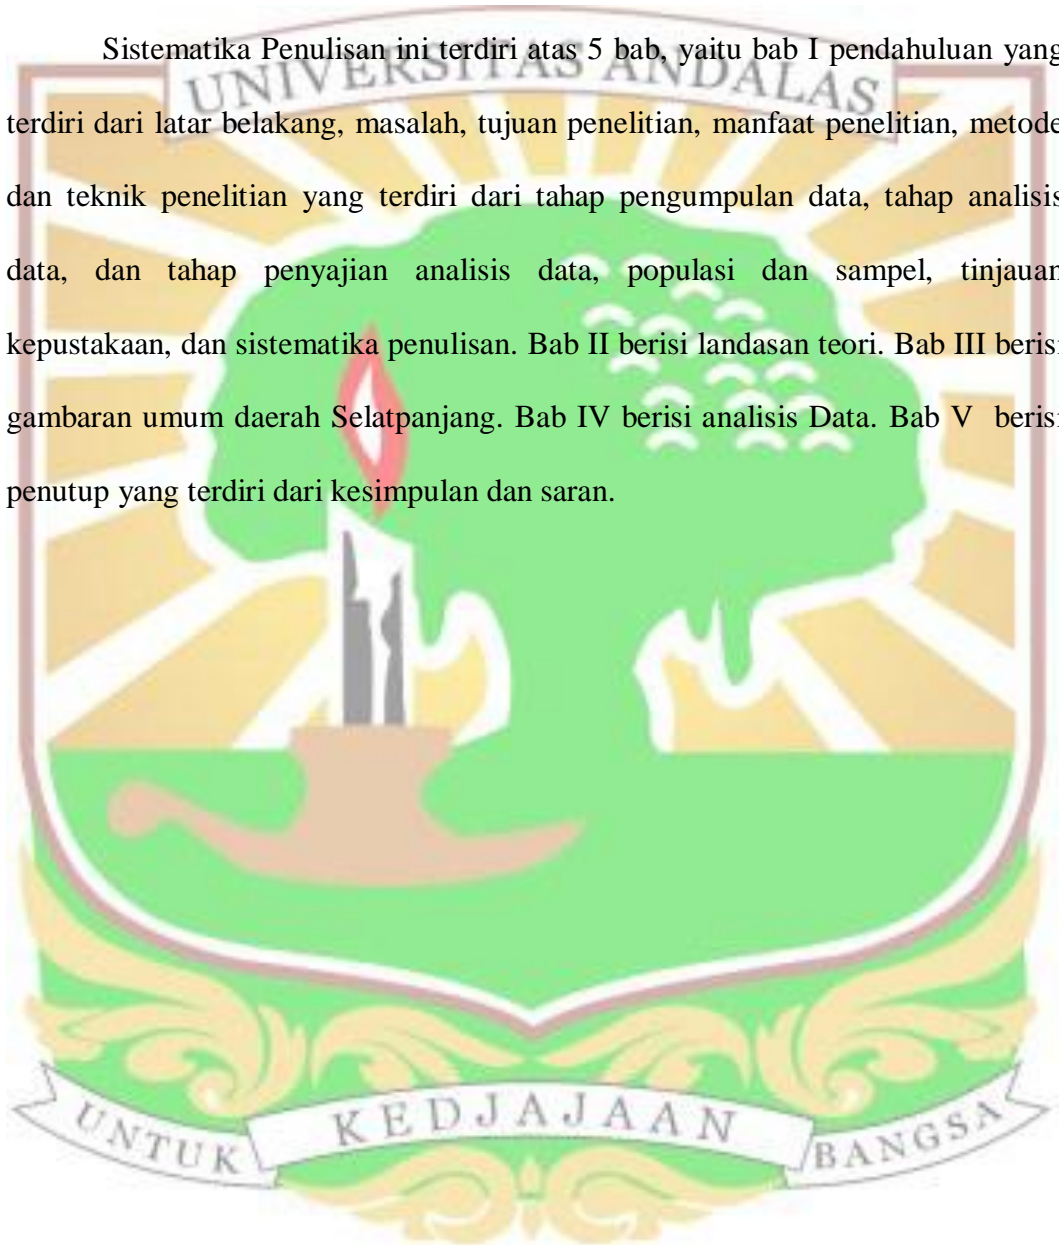 Sistematika Penulisan ini terdiri atas 5 bab, yaitu bab I pendahuluan yang
UNIVERSITAS ANDALAS
terdiri dari latar belakang, masalah, tujuan penelitian, manfaat penelitian, metode
dan teknik penelitian yang terdiri dari tahap pengumpulan data, tahap analisis
data, dan tahap penyajian analisis data, populasi dan sampel, tinjauan
kepustakaan, dan sistematika penulisan. Bab II berisi landasan teori. Bab III berisi
gambaran umum daerah Selatpanjang. Bab IV berisi analisis Data. Bab V berisi
penutup yang terdiri dari kesimpulan dan saran.
UNTUK KEDJAJAAN BANGSA